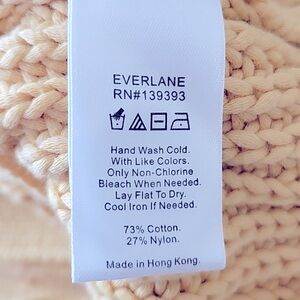 EVERLANE
RN#139393
Hand Wash Cold.
With Like Colors.
Only Non-Chlorine
Bleach When Needed.
Lay Flat To Dry.
Cool Iron If Needed.
73% Cotton.
27% Nylon.
Made in Hong Kong.